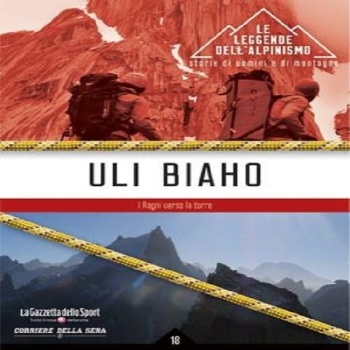 LE
LEGGENDE
DELL'ALPINISMO
storie di uomini e di montagne
ULI BIAHO
I Ragni verso la torre
La Gazzetta dello Sport
CORRIERE DELLA SERA
18